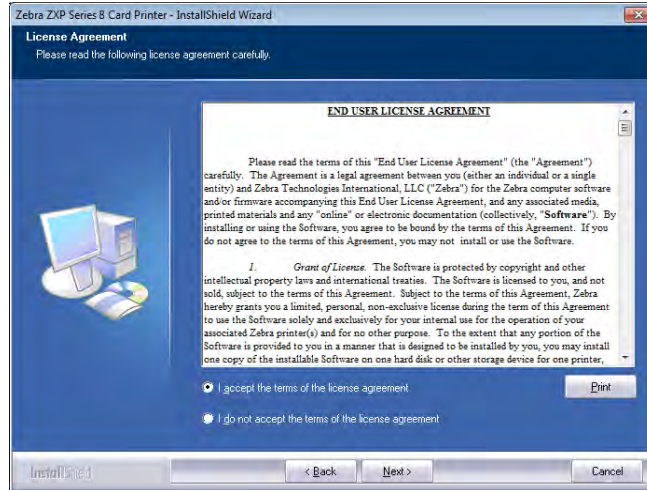 Zebra ZXP Series 8 Card Printer - InstallShield Wizard
License Agreement
Please read the following license agreement carefully.
END USER LICENSE AGREEMENT
Please read the terms of this "End User License Agreement" (the "Agreement")
carefully. The Agreement is a legal agreement between you (either an individual or a single
entity) and Zebra Technologies International, LLC ("Zebra") for the Zebra computer software
and/or firmware accompanying this End User License Agreement, and any associated media,
printed materials and any "online" or electronic documentation (collectively, "Software"). By
installing or using the Software, you agree to be bound by the terms of this Agreement. If you
do not agree to the terms of this Agreement, you may not install or use the Software.
1. Grant of License. The Software is protected by copyright and other
intellectual property laws and international treaties. The Software is licensed to you, and not
sold, subject to the terms of this Agreement. Subject to the terms of this Agreement, Zebra
hereby grants you a limited, personal, non-exclusive license during the term of this Agreement
to use the Software solely and exclusively for your internal use for the operation of your
associated Zebra printer(s) and for no other purpose. To the extent that any portion of the
Software is provided to you in a manner that is designed to be installed by you, you may install
one copy of the installable Software on one hard disk or other storage device for one printer,
I accept the terms of the license agreement
Print
I do not accept the terms of the license agreement
InstallShield
< Back
Next >
Cancel